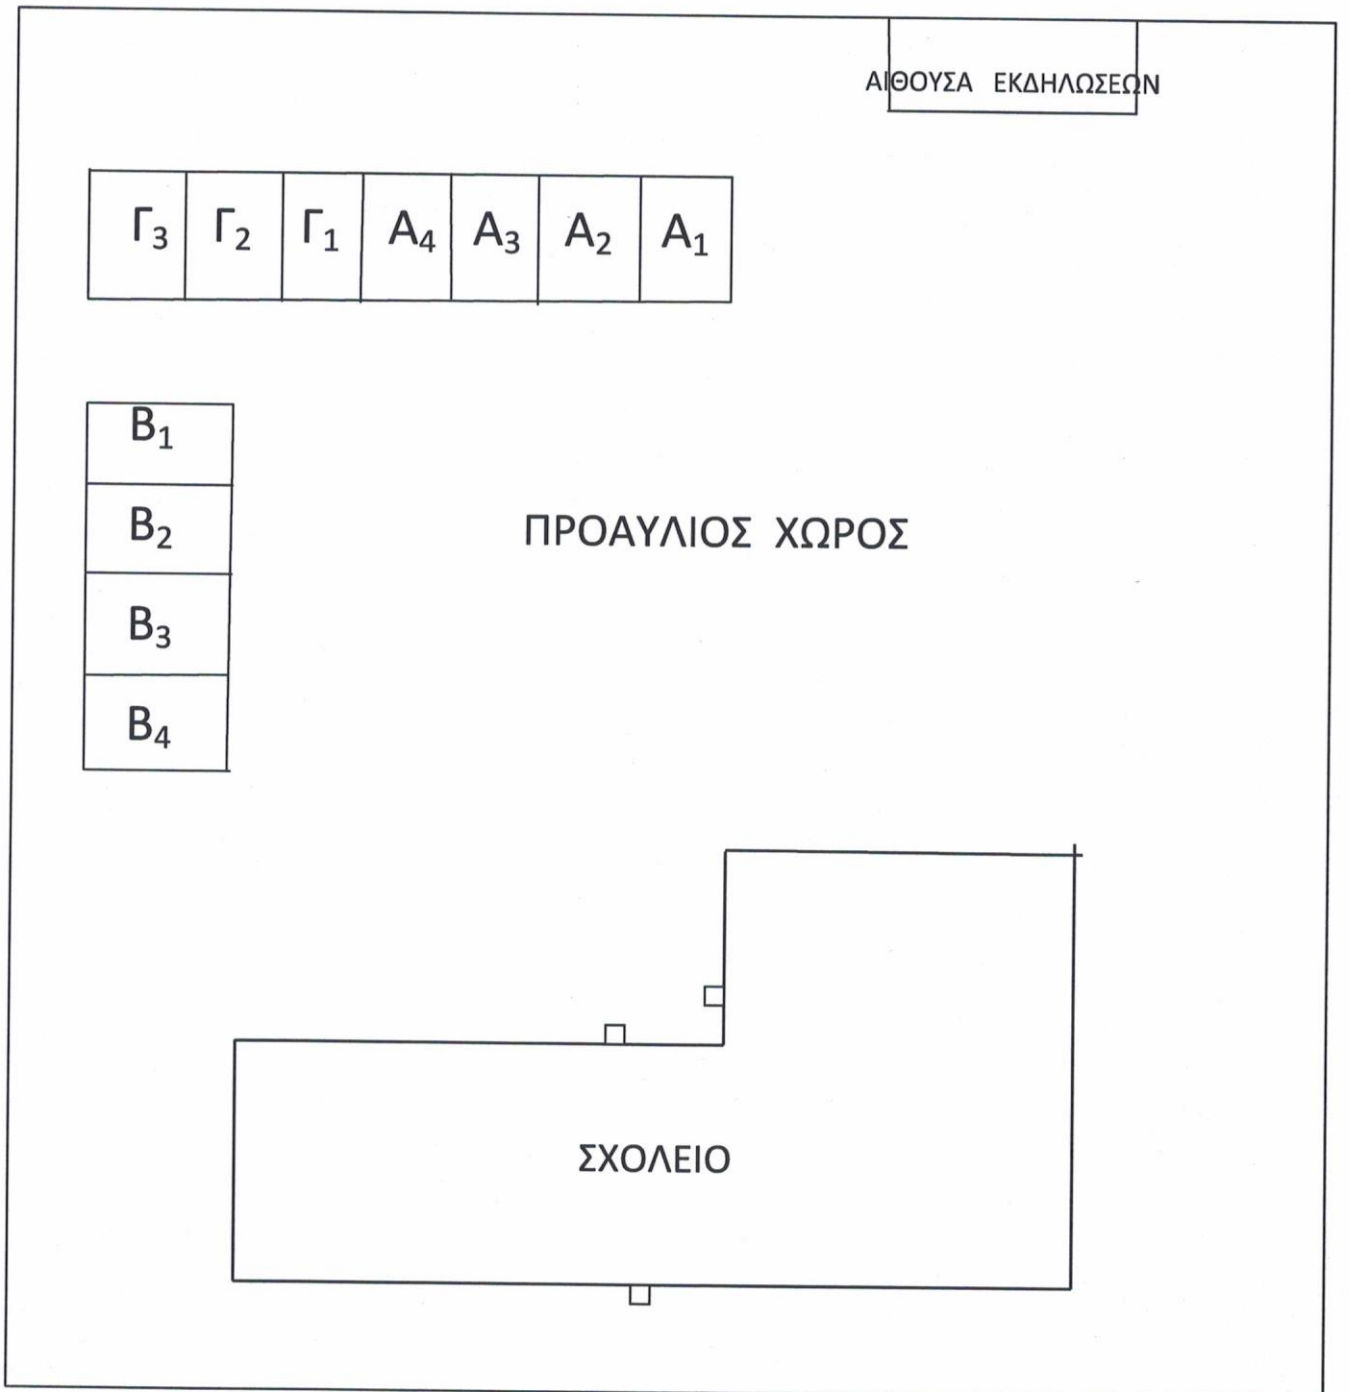 ΑΙΘΟΥΣΑ ΕΚΔΗΛΩΣΕΩΝ
Γ₃ Γ₂ Γ₁ Α₄ Α₃ Α₂ Α₁
Β₁
Β₂
ΠΡΟΑΥΛΙΟΣ ΧΩΡΟΣ
Β₃
Β₄
ΣΧΟΛΕΙΟ